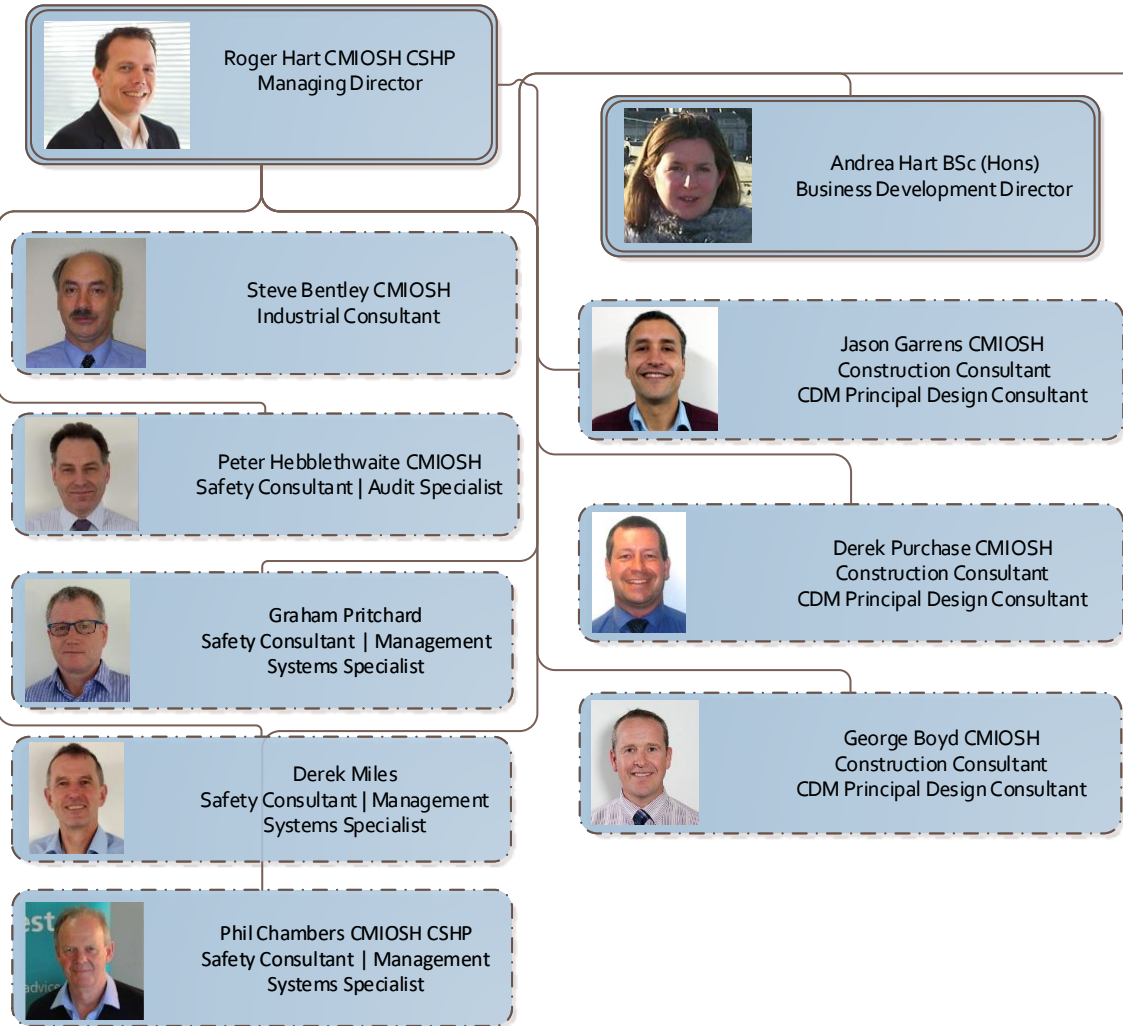 Roger Hart CMIOSH CSHP
Managing Director
Andrea Hart BSc (Hons)
Business Development Director
Steve Bentley CMIOSH
Industrial Consultant
Jason Garrens CMIOSH
Construction Consultant
CDM Principal Design Consultant
Peter Hebblethwaite CMIOSH
Safety Consultant | Audit Specialist
Derek Purchase CMIOSH
Construction Consultant
CDM Principal Design Consultant
Graham Pritchard
Safety Consultant | Management
Systems Specialist
George Boyd CMIOSH
Construction Consultant
CDM Principal Design Consultant
Derek Miles
Safety Consultant | Management
Systems Specialist
Phil Chambers CMIOSH CSHP
Safety Consultant | Management
Systems Specialist
est
advice